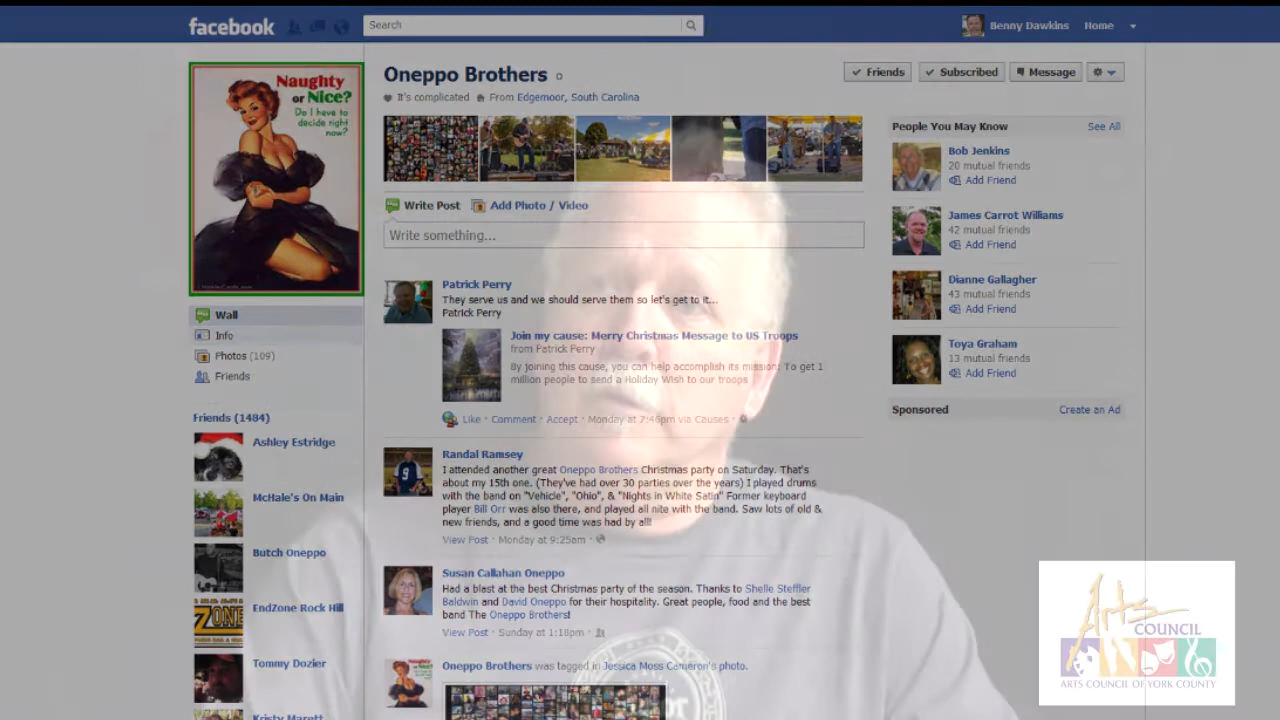 facebook
Search
Benny Dawkins
Home
Naughty
or Nice?
Do I have to
decide right
now?
Oneppo Brothers
Friends
Subscribed
Message
It's complicated
From Edgemoor, South Carolina
Write Post
Add Photo / Video
Write something...
Patrick Perry
They serve us and we should serve them so let's get to it...
Patrick Perry
Join my cause: Merry Christmas Message to US Troops
from Patrick Perry
By joining this cause, you can help accomplish its mission: To get 1
million people to send a Holiday Wish to our troops
Like · Comment · Accept · Monday at 7:46pm via Causes ·
Randal Ramsey
I attended another great Oneppo Brothers Christmas party on Saturday. That's
about my 15th one. (They've had over 30 parties over the years) I played drums
with the band on "Vehicle", "Ohio", & "Nights in White Satin" Former keyboard
player Bill Orr was also there, and played all nite with the band. Saw lots of old &
new friends, and a good time was had by all!
View Post · Monday at 9:25am ·
Susan Callahan Oneppo
Had a blast at the best Christmas party of the season. Thanks to Shelle Steffler
Baldwin and David Oneppo for their hospitality. Great people, food and the best
band The Oneppo Brothers!
View Post · Sunday at 1:18pm ·
Oneppo Brothers was tagged in Jessica Moss Cameron's photo.
Wall
Info
Photos (109)
Friends
Friends (1484)
Ashley Estridge
McHale's On Main
Butch Oneppo
EndZone Rock Hill
ZONE
Tommy Dozier
Kristy Marett
People You May Know
See All
Bob Jenkins
20 mutual friends
Add Friend
James Carrot Williams
42 mutual friends
Add Friend
Dianne Gallagher
43 mutual friends
Add Friend
Toya Graham
13 mutual friends
Add Friend
Sponsored
Create an Ad
Arts
COUNCIL
ARTS COUNCIL OF YORK COUNTY